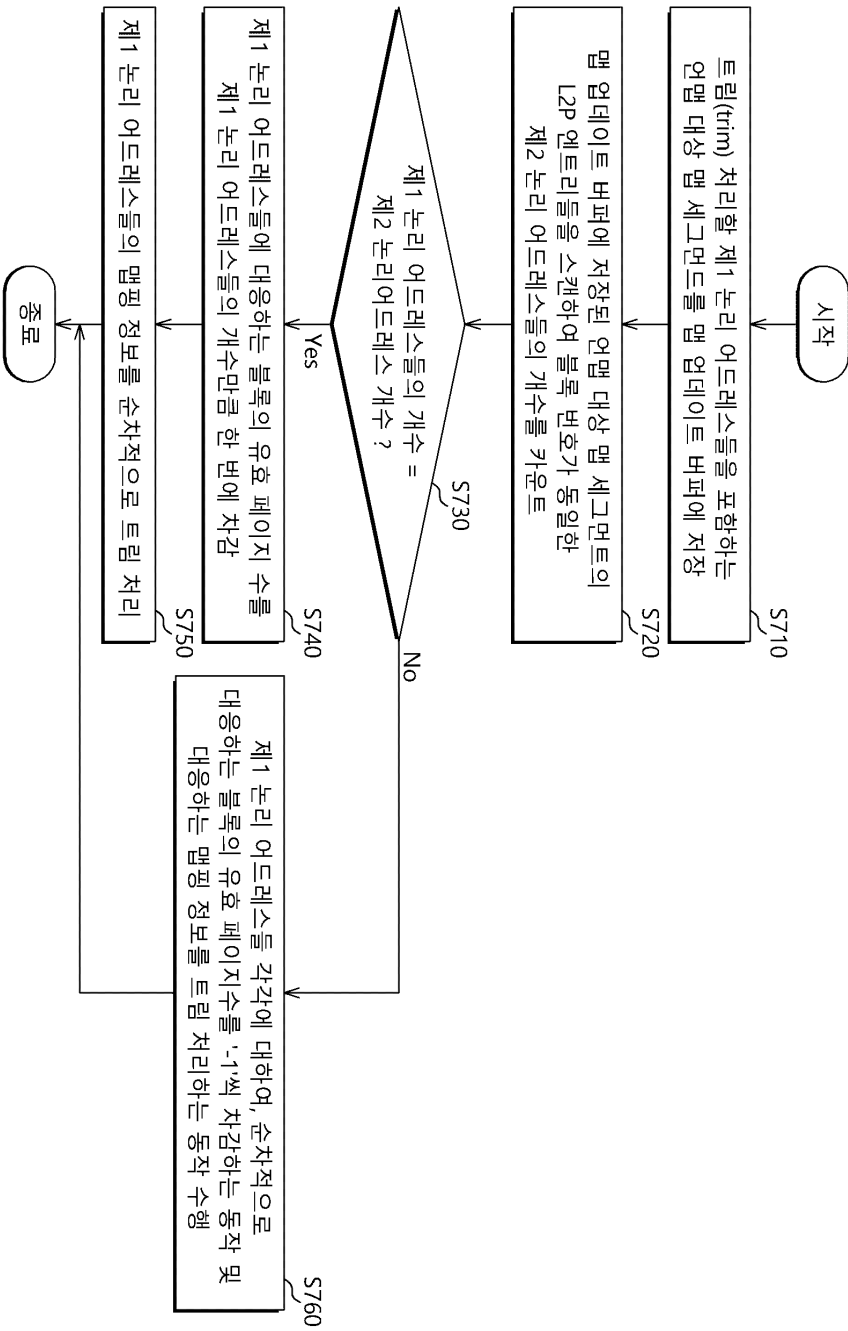 시작
S710
트림(trim) 처리할 제1 논리 어드레스들을 포함하는
언맵 대상 맵 세그먼드를 맵 업데이트 버퍼에 저장
S720
맵 업데이트 버퍼에 저장된 언맵 대상 맵 세그먼트의
L2P 엔트리들을 스캔하여 블록 번호가 동일한
제2 논리 어드레스들의 개수를 카운트
S730
제1 논리 어드레스들의 개수 =
제2 논리어드레스 개수 ?
No
Yes
S740
제1 논리 어드레스들에 대응하는 블록의 유효 페이지 수를
제1 논리 어드레스들의 개수만큼 한 번에 차감
S750
제1 논리 어드레스들의 맵핑 정보를 순차적으로 트림 처리
S760
제1 논리 어드레스들 각각에 대하여, 순차적으로
대응하는 블록의 유효 페이지수를 '-1'씩 차감하는 동작 및
대응하는 맵핑 정보를 트림 처리하는 동작 수행
종료